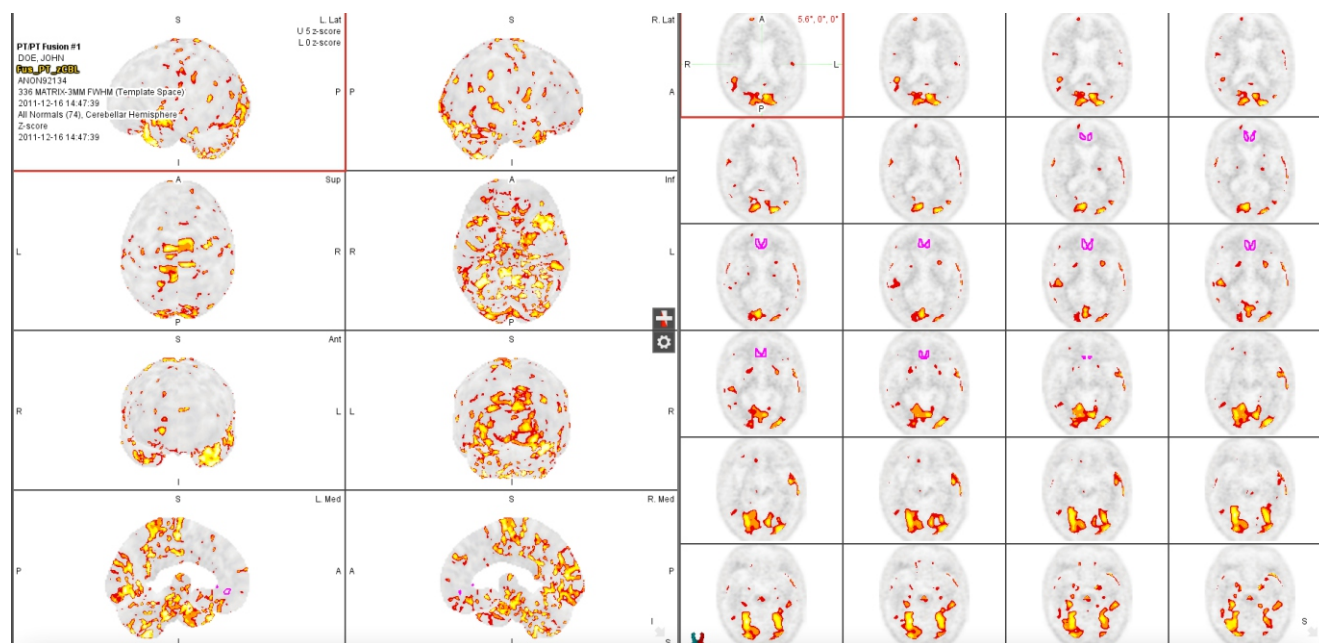 S
L. Lat
U 5 z-score
L 0 z-score
PT/PT Fusion #1
DOE, JOHN
Fus_PT_zCBL
ANON92134
336 MATRIX-3MM FWHM (Template Space)
2011-12-16 14:47:39
All Normals (74), Cerebellar Hemisphere
Z-score
2011-12-16 14:47:39
P
I
S
R. Lat
P
A
I
A
Sup
L
R
P
A
Inf
R
L
P
S
Ant
R
L
I
S
L
R
I
S
L. Med
P
A
I
S
R. Med
A
P
I
I
S
A
5.6", 0", 0"
R
L
P
S